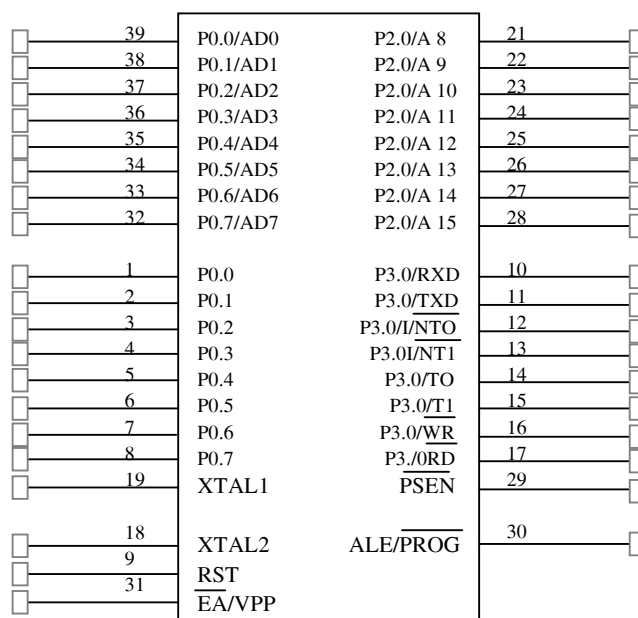 39 P0.0/AD0 P2.0/A 8 21
38 P0.1/AD1 P2.0/A 9 22
37 P0.2/AD2 P2.0/A 10 23
36 P0.3/AD3 P2.0/A 11 24
35 P0.4/AD4 P2.0/A 12 25
34 P0.5/AD5 P2.0/A 13 26
33 P0.6/AD6 P2.0/A 14 27
32 P0.7/AD7 P2.0/A 15 28
1 P0.0 P3.0/RXD 10
2 P0.1 P3.0/TXD 11
3 P0.2 P3.0/I/NTO 12
4 P0.3 P3.0I/NT1 13
5 P0.4 P3.0/TO 14
6 P0.5 P3.0/T1 15
7 P0.6 P3.0/WR 16
8 P0.7 P3./0RD 17
19 XTAL1 PSEN 29
18 XTAL2 ALE/PROG 30
9 RST
31 EA/VPP